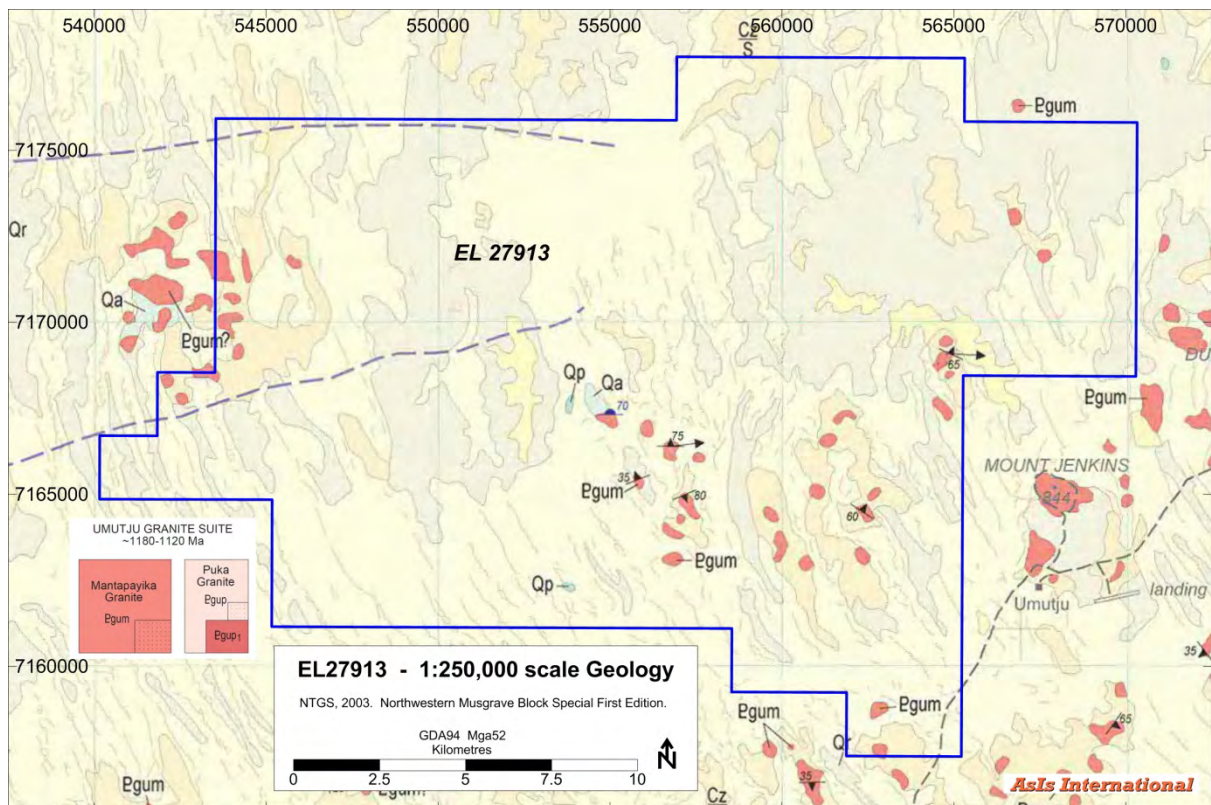 540000 545000 550000 555000 560000 565000 570000
Cz
S
Ꝑgum
7175000
Qr
EL 27913
Qa
7170000
Ꝑgum?
65
DU
Qp
Qa
70
Ꝑgum
75
MOUNT JENKINS
35
Ꝑgum
80
844
7165000
60
UMUTJU GRANITE SUITE
~1180-1120 Ma
Mantapayika
Granite
Ꝑgum
Puka
Granite
Ꝑgup
Ꝑgup1
Ꝑgum
Qp
landing
Umutju
7160000
35
EL27913 - 1:250,000 scale Geology
NTGS, 2003. Northwestern Musgrave Block Special First Edition.
GDA94 Mga52
Kilometres
0 2.5 5 7.5 10
N
Ꝑgum
Ꝑgum
65
Qr
35
Ꝑgum
Ꝑgum?
Cz
AsIs International